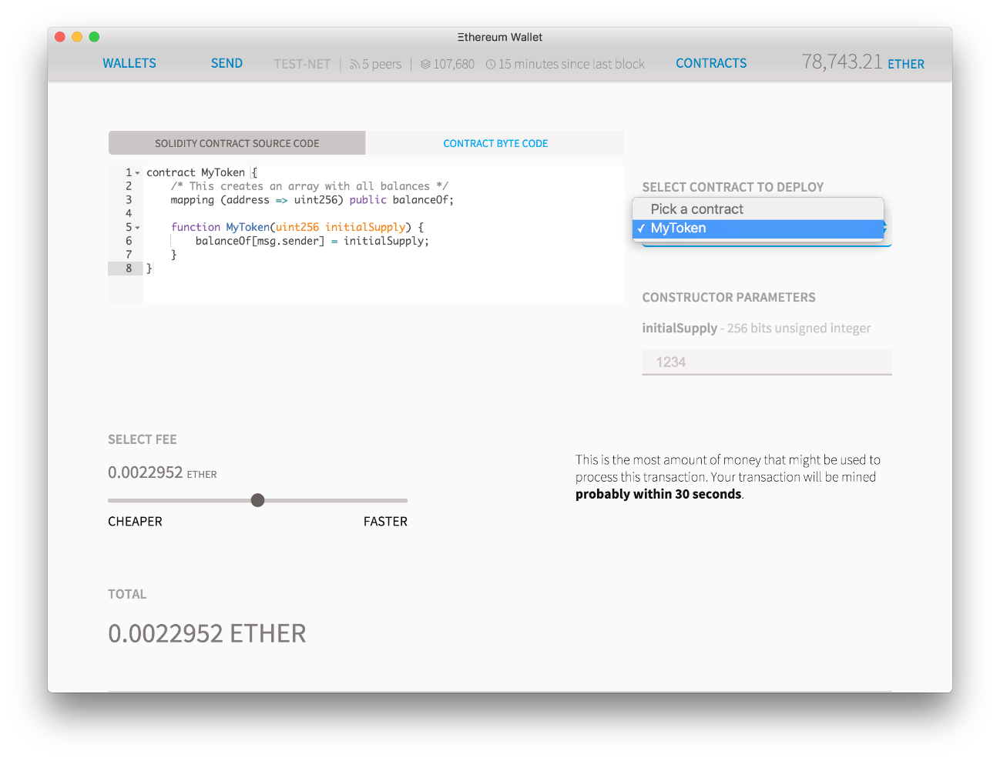 Ξthereum Wallet
WALLETS SEND TEST-NET | 5 peers | 107,680 15 minutes since last block CONTRACTS 78,743.21 ETHER
SOLIDITY CONTRACT SOURCE CODE CONTRACT BYTE CODE
1 contract MyToken {
2 /* This creates an array with all balances */
3 mapping (address => uint256) public balanceOf;
4
5 function MyToken(uint256 initialSupply) {
6 balanceOf[msg.sender] = initialSupply;
7 }
8 }
SELECT CONTRACT TO DEPLOY
Pick a contract
✓ MyToken
CONSTRUCTOR PARAMETERS
initialSupply - 256 bits unsigned integer
1234
SELECT FEE
0.0022952 ETHER
CHEAPER FASTER
This is the most amount of money that might be used to
process this transaction. Your transaction will be mined
probably within 30 seconds.
TOTAL
0.0022952 ETHER